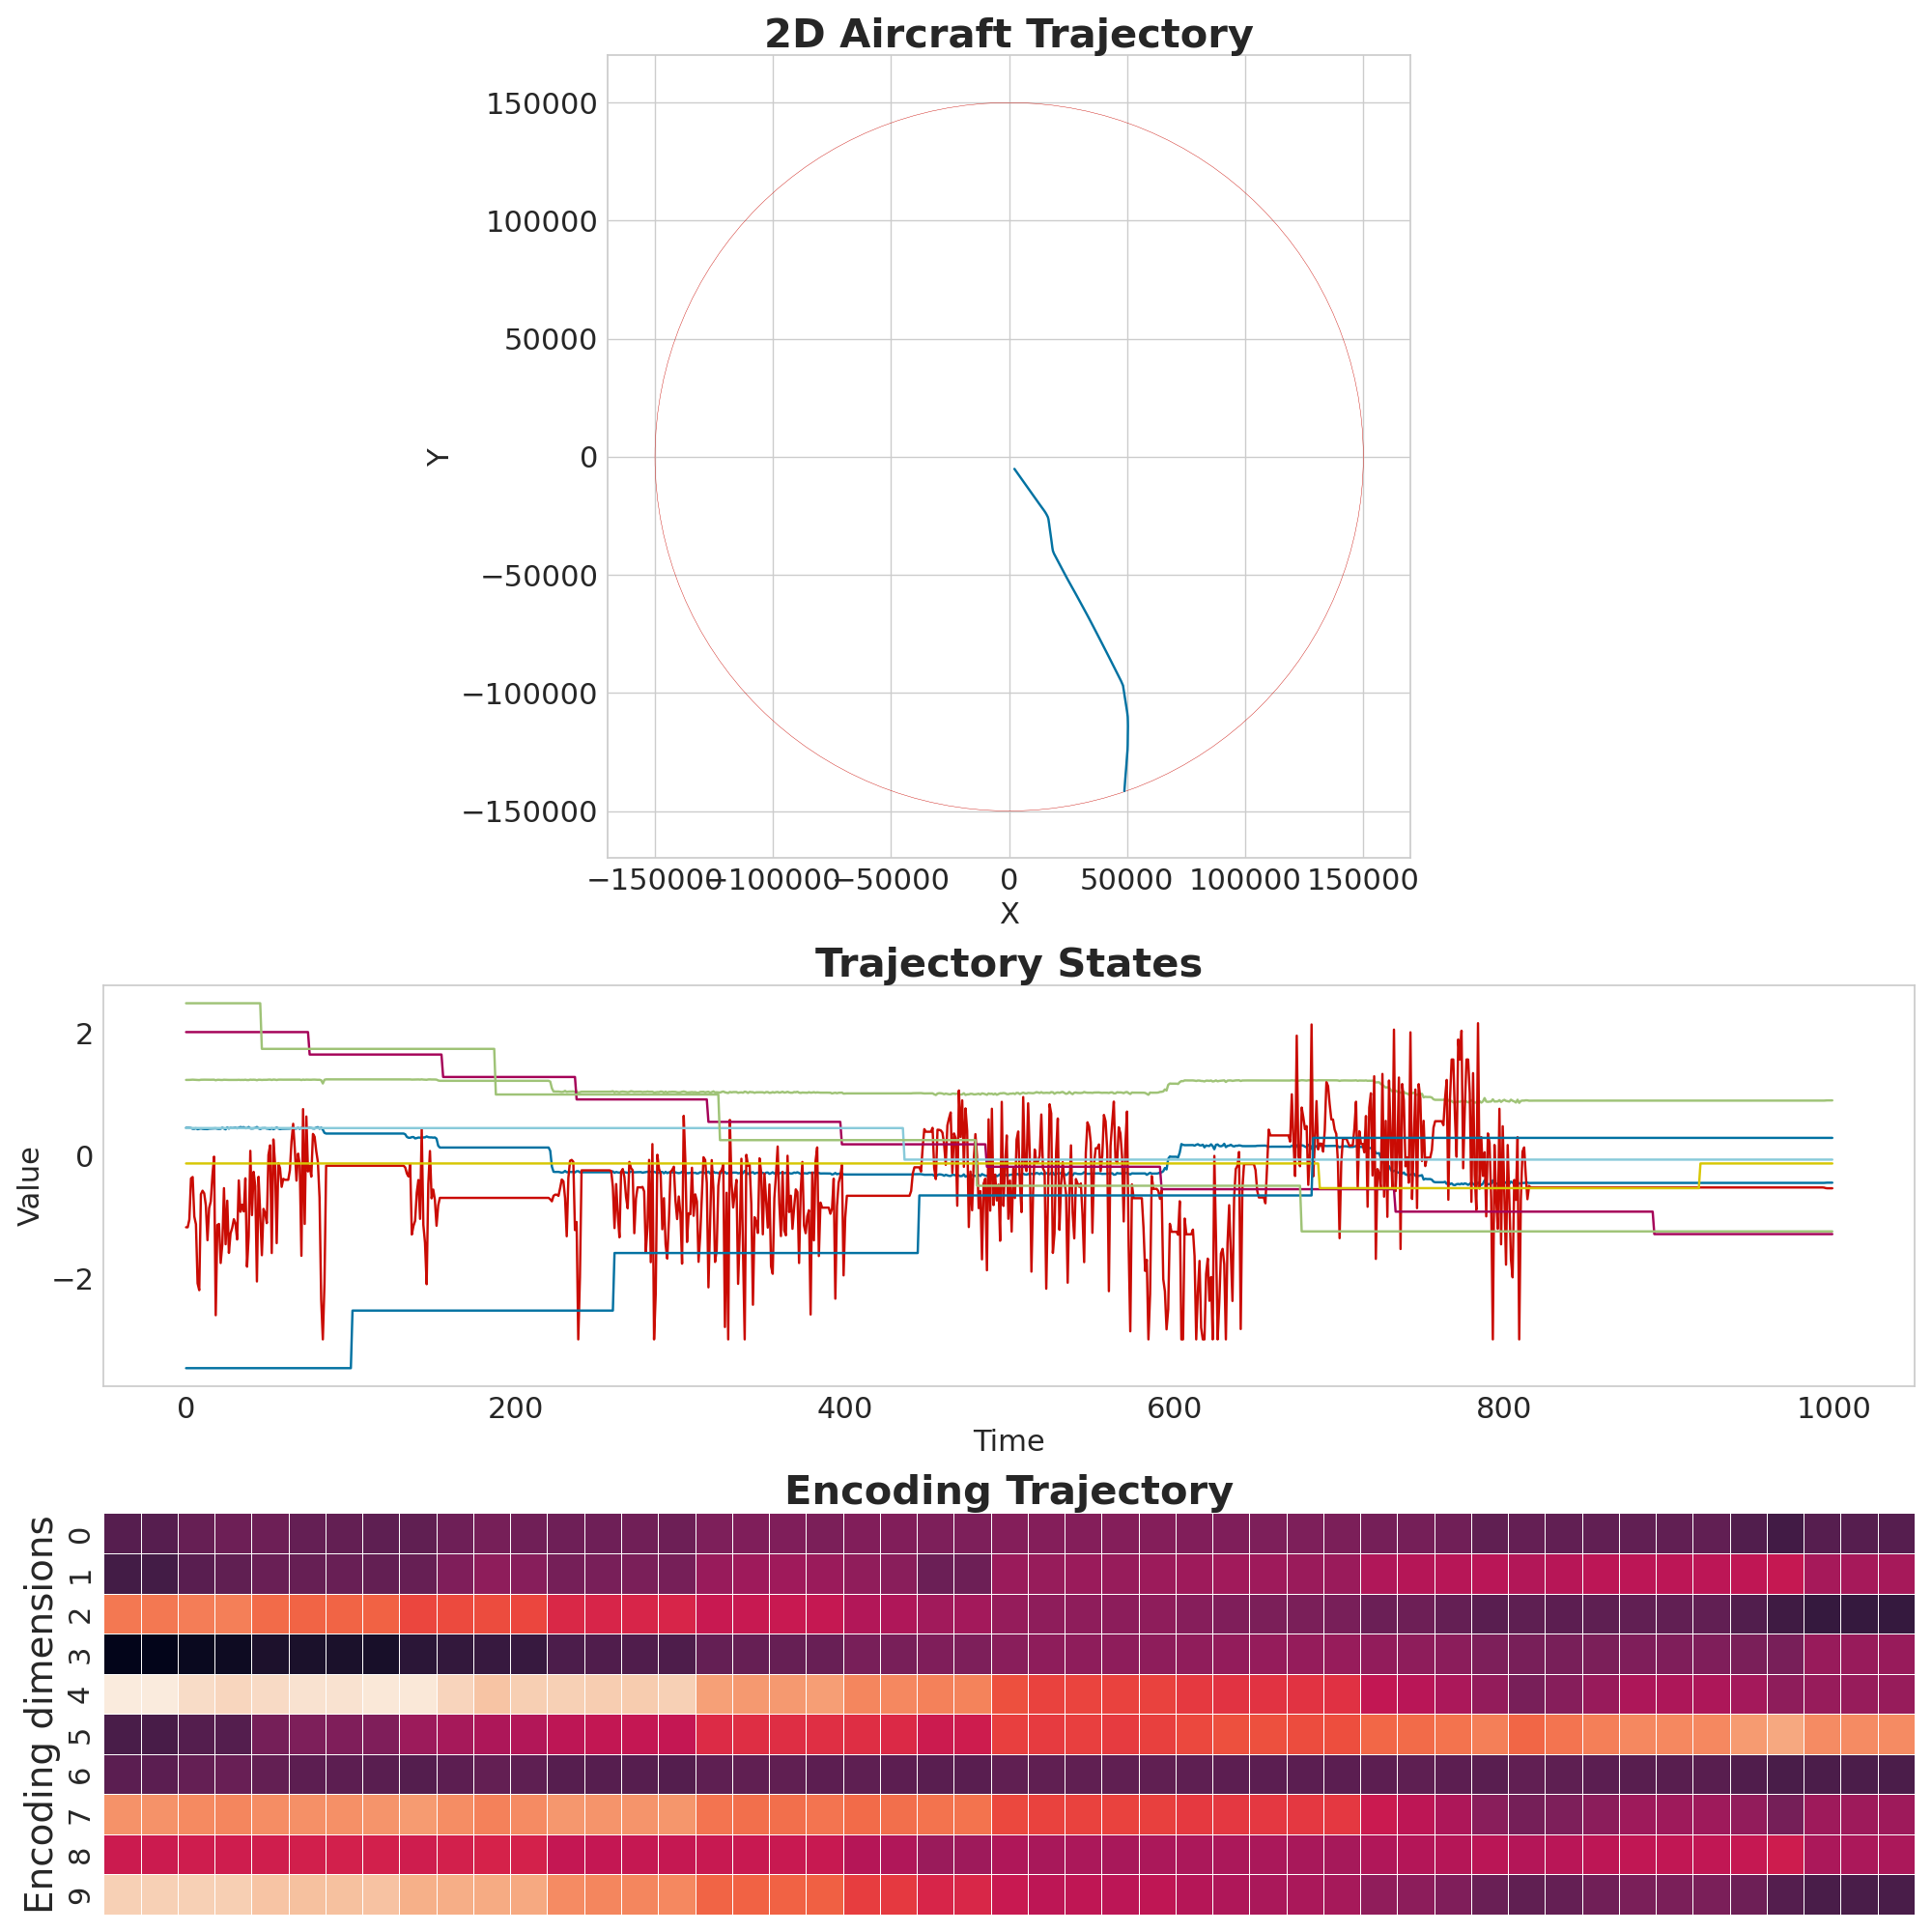 2D Aircraft Trajectory
150000
100000
50000
0
−50000
−100000
−150000
Y
−150000 −100000 −50000 0 50000 100000 150000
X
Trajectory States
2
0
−2
Value
0 200 400 600 800 1000
Time
Encoding Trajectory
Encoding dimensions
0
1
2
3
4
5
6
7
8
9